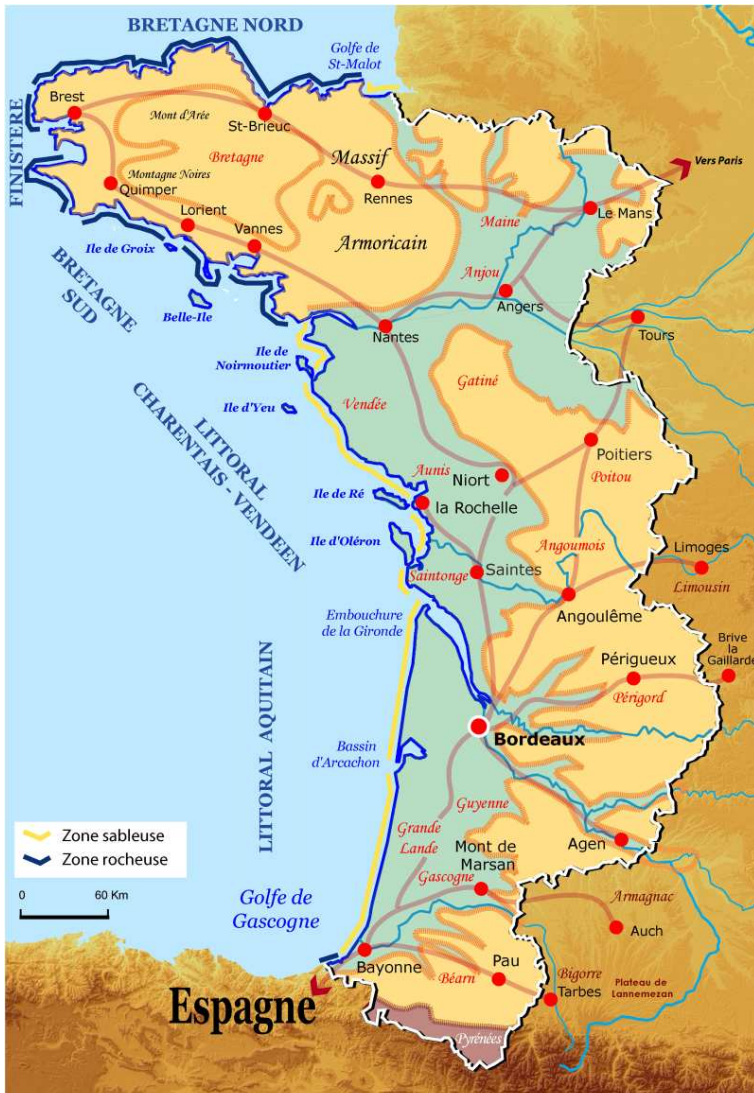 BRETAGNE NORD
Golfe de
St-Malot
Brest
Mont d'Arée
St-Brieuc
Massif
Vers Paris
FINISTERE
Bretagne
Montagne Noires
Quimper
Rennes
Maine
Le Mans
Lorient
Vannes
Armoricain
Ile de Groix
Anjou
BRETAGNE
SUD
Belle-Ile
Angers
Nantes
Tours
Ile de
Noirmoutier
Gatiné
Ile d'Yeu
Vendée
LITTORAL
CHARENTAIS - VENDEEN
Poitiers
Aunis
Niort
Poitou
Ile de Ré
la Rochelle
Ile d'Oléron
Angoumois
Limoges
Saintonge
Saintes
Limousin
Angoulême
Embouchure
de la Gironde
Brive
la
Gaillarde
Périgueux
Périgord
LITTORAL AQUITAIN
Bordeaux
Bassin
d'Arcachon
Guyenne
Zone sableuse
Zone rocheuse
Grande
Lande
Agen
Mont de
Marsan
0 60 Km
Gascogne
Golfe de
Gascogne
Armagnac
Auch
Bayonne
Pau
Béarn
Bigorre
Plateau de
Lannemezan
Tarbes
Espagne
Pyrénées